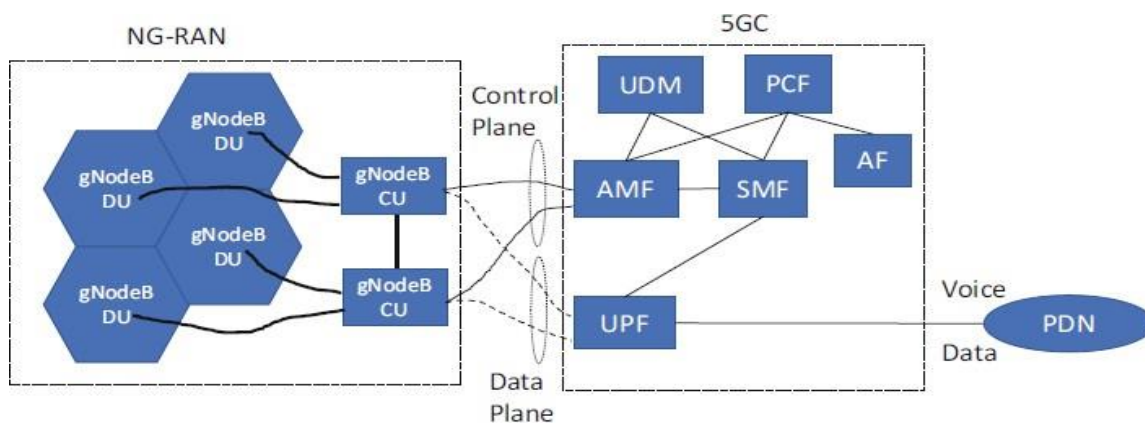 NG-RAN
5GC
gNodeB
DU
gNodeB
DU
gNodeB
DU
gNodeB
DU
gNodeB
CU
gNodeB
CU
Control
Plane
Data
Plane
UDM
PCF
AF
AMF
SMF
UPF
Voice
Data
PDN